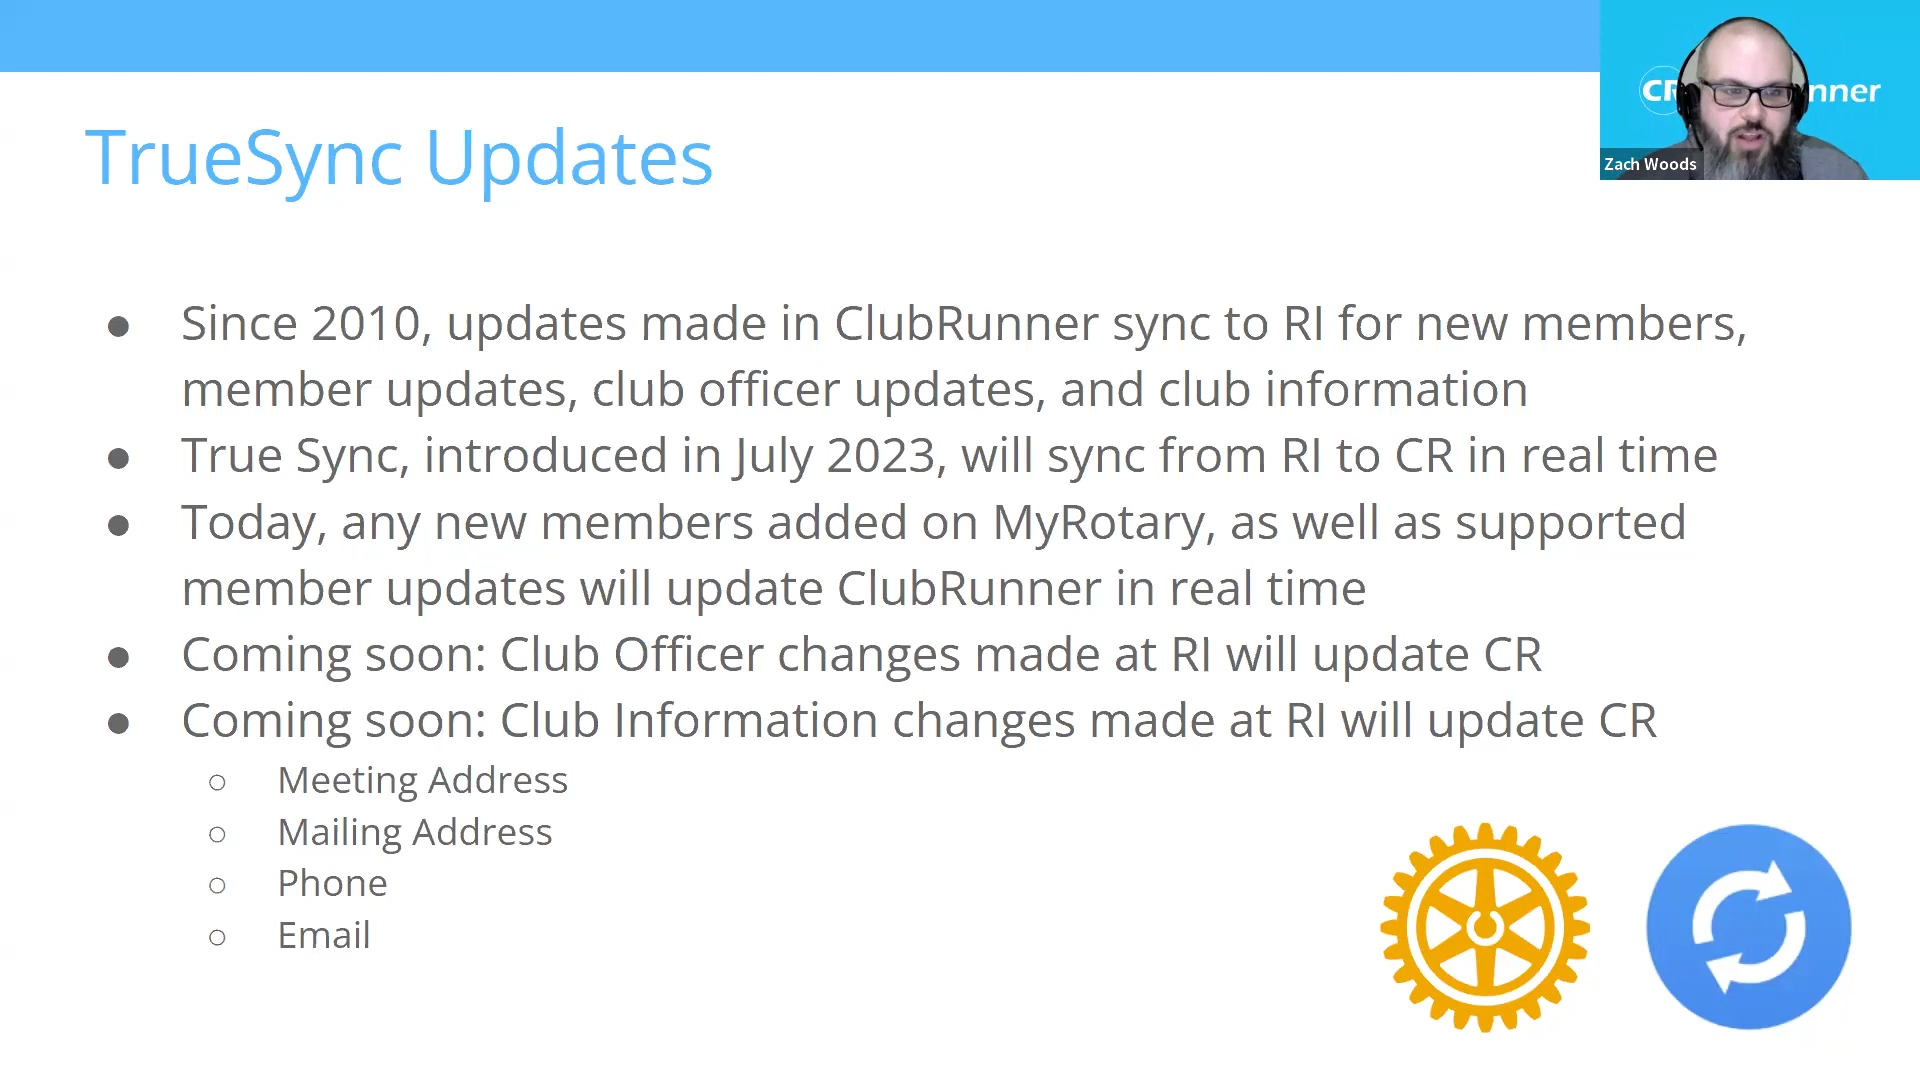 CR nner
Zach Woods
TrueSync Updates
● Since 2010, updates made in ClubRunner sync to RI for new members,
member updates, club officer updates, and club information
● True Sync, introduced in July 2023, will sync from RI to CR in real time
● Today, any new members added on MyRotary, as well as supported
member updates will update ClubRunner in real time
● Coming soon: Club Officer changes made at RI will update CR
● Coming soon: Club Information changes made at RI will update CR
○ Meeting Address
○ Mailing Address
○ Phone
○ Email